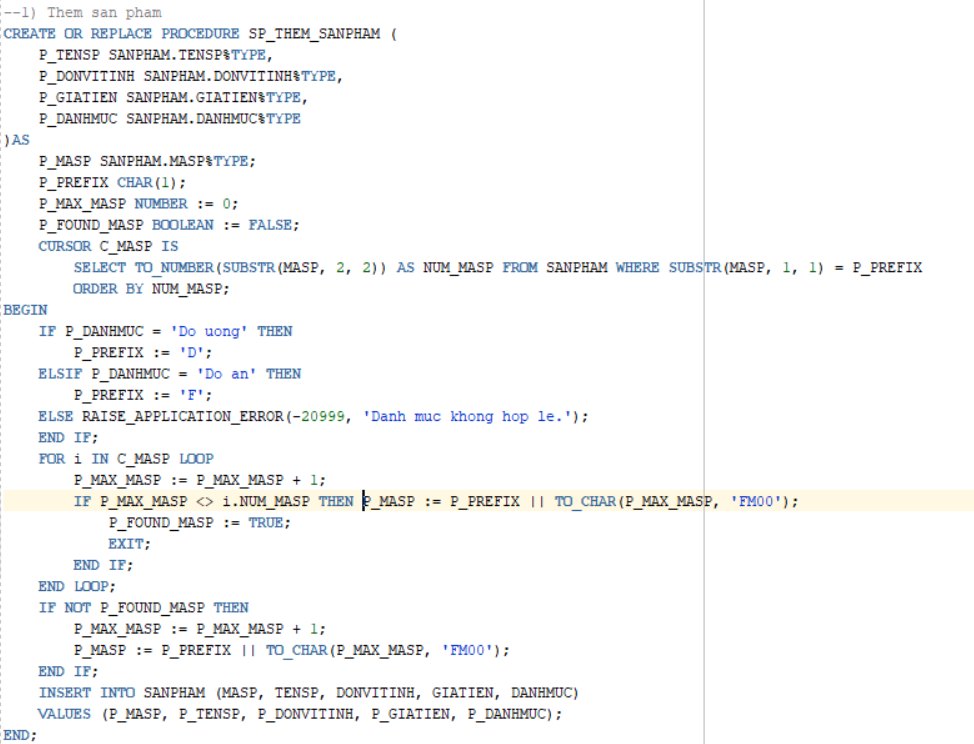 --1) Them san pham
CREATE OR REPLACE PROCEDURE SP_THEM_SANPHAM (
    P_TENSP SANPHAM.TENSP%TYPE,
    P_DONVITINH SANPHAM.DONVITINH%TYPE,
    P_GIATIEN SANPHAM.GIATIEN%TYPE,
    P_DANHMUC SANPHAM.DANHMUC%TYPE
)AS
    P_MASP SANPHAM.MASP%TYPE;
    P_PREFIX CHAR(1);
    P_MAX_MASP NUMBER := 0;
    P_FOUND_MASP BOOLEAN := FALSE;
    CURSOR C_MASP IS
        SELECT TO_NUMBER(SUBSTR(MASP, 2, 2)) AS NUM_MASP FROM SANPHAM WHERE SUBSTR(MASP, 1, 1) = P_PREFIX
        ORDER BY NUM_MASP;
BEGIN
    IF P_DANHMUC = 'Do uong' THEN
        P_PREFIX := 'D';
    ELSIF P_DANHMUC = 'Do an' THEN
        P_PREFIX := 'F';
    ELSE RAISE_APPLICATION_ERROR(-20999, 'Danh muc khong hop le.');
    END IF;
    FOR i IN C_MASP LOOP
        P_MAX_MASP := P_MAX_MASP + 1;
        IF P_MAX_MASP <> i.NUM_MASP THEN P_MASP := P_PREFIX || TO_CHAR(P_MAX_MASP, 'FM00');
            P_FOUND_MASP := TRUE;
            EXIT;
        END IF;
    END LOOP;
    IF NOT P_FOUND_MASP THEN
        P_MAX_MASP := P_MAX_MASP + 1;
        P_MASP := P_PREFIX || TO_CHAR(P_MAX_MASP, 'FM00');
    END IF;
    INSERT INTO SANPHAM (MASP, TENSP, DONVITINH, GIATIEN, DANHMUC)
    VALUES (P_MASP, P_TENSP, P_DONVITINH, P_GIATIEN, P_DANHMUC);
END;